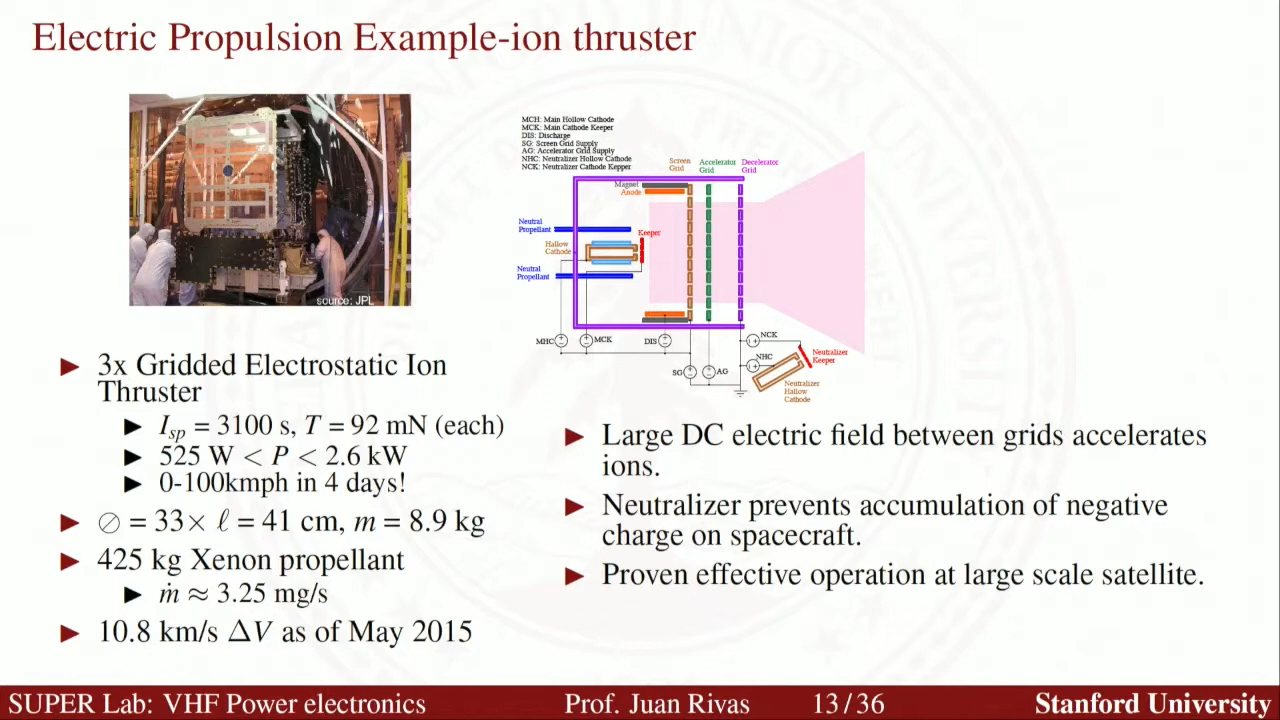 Electric Propulsion Example-ion thruster
source: JPL
MCH: Main Hollow Cathode
MCK: Main Cathode Keeper
DIS: Discharge
SG: Screen Grid Supply
AG: Accelerator Grid Supply
NHC: Neutralizer Hollow Cathode
NCK: Neutralizer Cathode Kepper
Screen
Grid
Accelerator
Grid
Decelerator
Grid
Magnet
Anode
Neutral
Propellant
Keeper
Hallow
Cathode
Neutral
Propellant
MHC
MCK
DIS
NCK
NHC
SG
AG
Neutralizer
Keeper
Neutralizer
Hallow
Cathode
▶ 3x Gridded Electrostatic Ion
Thruster
▶ Isp = 3100 s, T = 92 mN (each)
▶ 525 W < P < 2.6 kW
▶ 0-100kmph in 4 days!
▶ ∅ = 33× ℓ = 41 cm, m = 8.9 kg
▶ 425 kg Xenon propellant
▶ ṁ ≈ 3.25 mg/s
▶ 10.8 km/s ΔV as of May 2015
▶ Large DC electric field between grids accelerates
ions.
▶ Neutralizer prevents accumulation of negative
charge on spacecraft.
▶ Proven effective operation at large scale satellite.
SUPER Lab: VHF Power electronics Prof. Juan Rivas 13 / 36 Stanford University